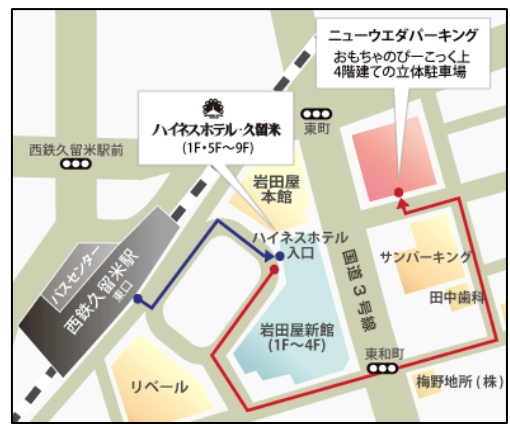 ニューウエダパーキング
おもちゃのぴーこっく上
4階建ての立体駐車場
ハイネスホテル・久留米
(1F・5F～9F)
東町
西鉄久留米駅前
岩田屋
本館
ハイネスホテル
入口
国道3号線
サンパーキング
バスセンター
西鉄久留米駅
東口
田中歯科
岩田屋新館
(1F～4F)
東和町
リベール
梅野地所(株)